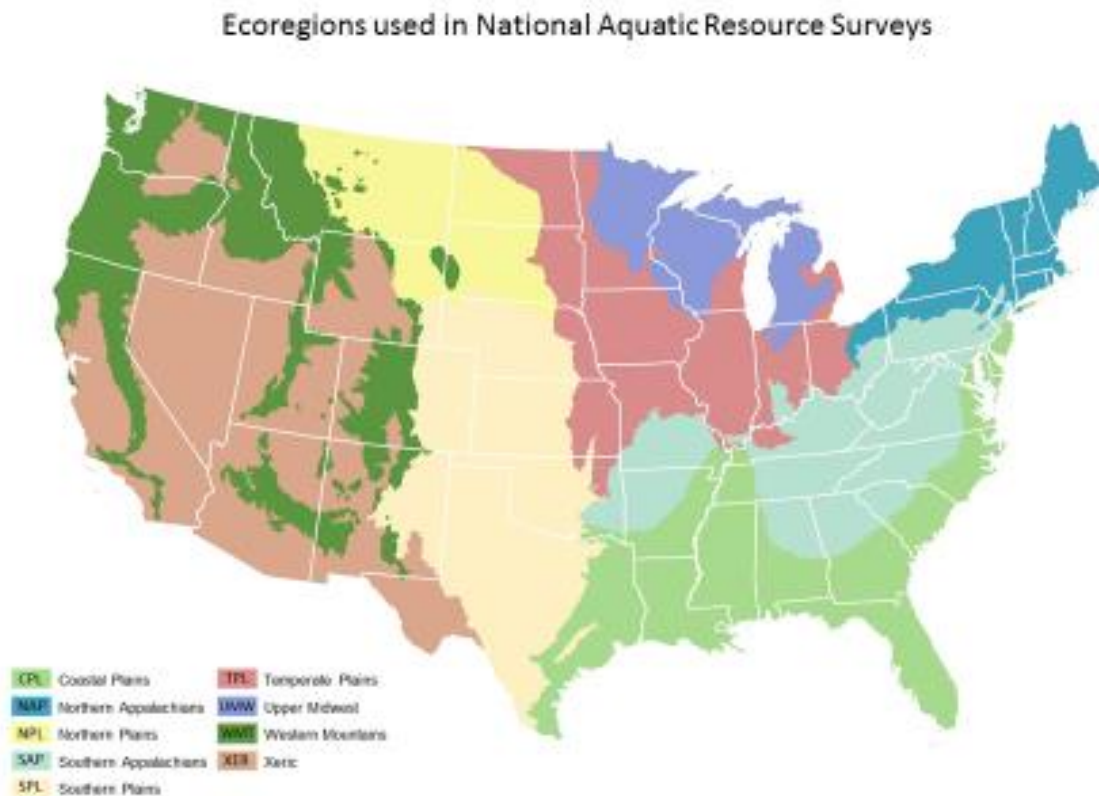 Ecoregions used in National Aquatic Resource Surveys
CPL Coastal Plains
NAP Northern Appalachians
NPL Northern Plains
SAP Southern Appalachians
SPL Southern Plains
TPL Temperate Plains
UMW Upper Midwest
WMT Western Mountains
XER Xeric